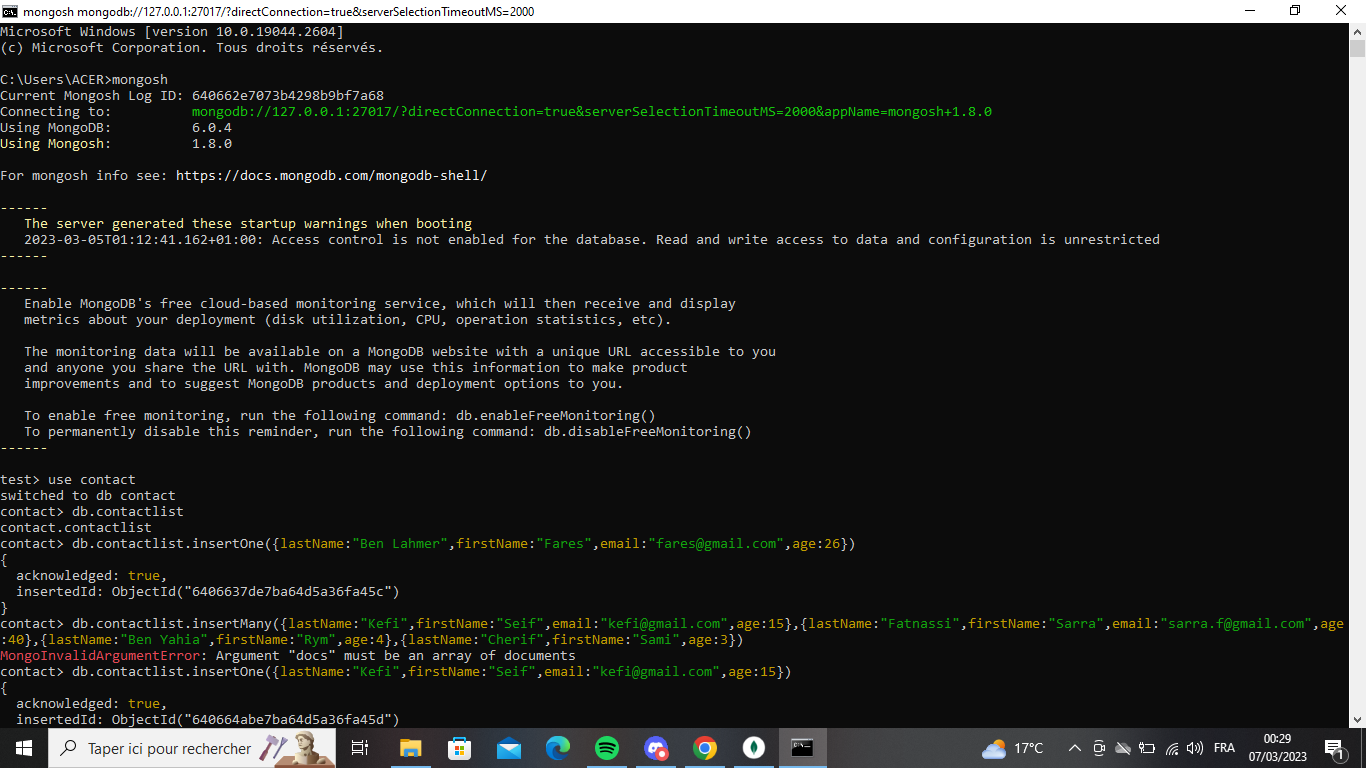 mongosh mongodb://127.0.0.1:27017/?directConnection=true&serverSelectionTimeoutMS=2000
Microsoft Windows [version 10.0.19044.2604]
(c) Microsoft Corporation. Tous droits réservés.
C:\Users\ACER>mongosh
Current Mongosh Log ID: 640662e7073b4298b9bf7a68
Connecting to:          mongodb://127.0.0.1:27017/?directConnection=true&serverSelectionTimeoutMS=2000&appName=mongosh+1.8.0
Using MongoDB:          6.0.4
Using Mongosh:          1.8.0
For mongosh info see: https://docs.mongodb.com/mongodb-shell/
------
The server generated these startup warnings when booting
2023-03-05T01:12:41.162+01:00: Access control is not enabled for the database. Read and write access to data and configuration is unrestricted
------
------
Enable MongoDB's free cloud-based monitoring service, which will then receive and display
metrics about your deployment (disk utilization, CPU, operation statistics, etc).
The monitoring data will be available on a MongoDB website with a unique URL accessible to you
and anyone you share the URL with. MongoDB may use this information to make product
improvements and to suggest MongoDB products and deployment options to you.
To enable free monitoring, run the following command: db.enableFreeMonitoring()
To permanently disable this reminder, run the following command: db.disableFreeMonitoring()
------
test> use contact
switched to db contact
contact> db.contactlist
contact.contactlist
contact> db.contactlist.insertOne({lastName:"Ben Lahmer",firstName:"Fares",email:"fares@gmail.com",age:26})
{
acknowledged: true,
insertedId: ObjectId("6406637de7ba64d5a36fa45c")
}
contact> db.contactlist.insertMany({lastName:"Kefi",firstName:"Seif",email:"kefi@gmail.com",age:15},{lastName:"Fatnassi",firstName:"Sarra",email:"sarra.f@gmail.com",age
:40},{lastName:"Ben Yahia",firstName:"Rym",age:4},{lastName:"Cherif",firstName:"Sami",age:3})
MongoInvalidArgumentError: Argument "docs" must be an array of documents
contact> db.contactlist.insertOne({lastName:"Kefi",firstName:"Seif",email:"kefi@gmail.com",age:15})
{
acknowledged: true,
insertedId: ObjectId("640664abe7ba64d5a36fa45d")
Taper ici pour rechercher
17°C
FRA
00:29
07/03/2023
1